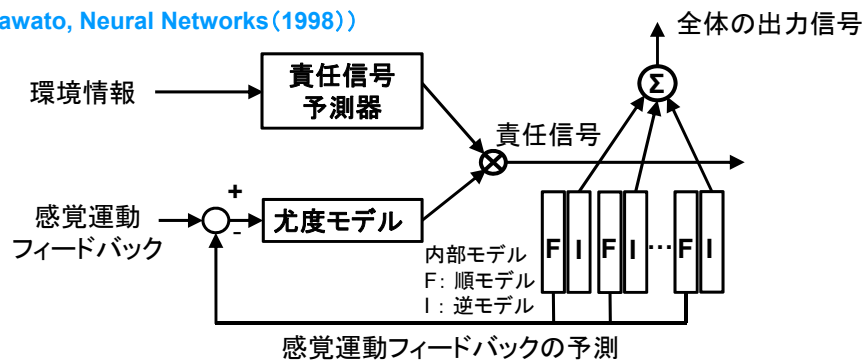 awato, Neural Networks（1998））
全体の出力信号
責任信号
予測器
環境情報
Σ
責任信号
+
-
感覚運動
フィードバック
尤度モデル
内部モデル
F： 順モデル
I： 逆モデル
F I F I … F I
感覚運動フィードバックの予測